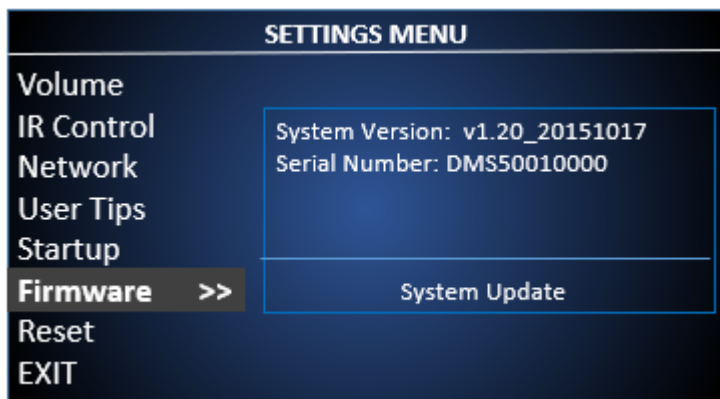 SETTINGS MENU
Volume
IR Control
Network
User Tips
Startup
Firmware >>
Reset
EXIT
System Version: v1.20_20151017
Serial Number: DMS50010000
System Update